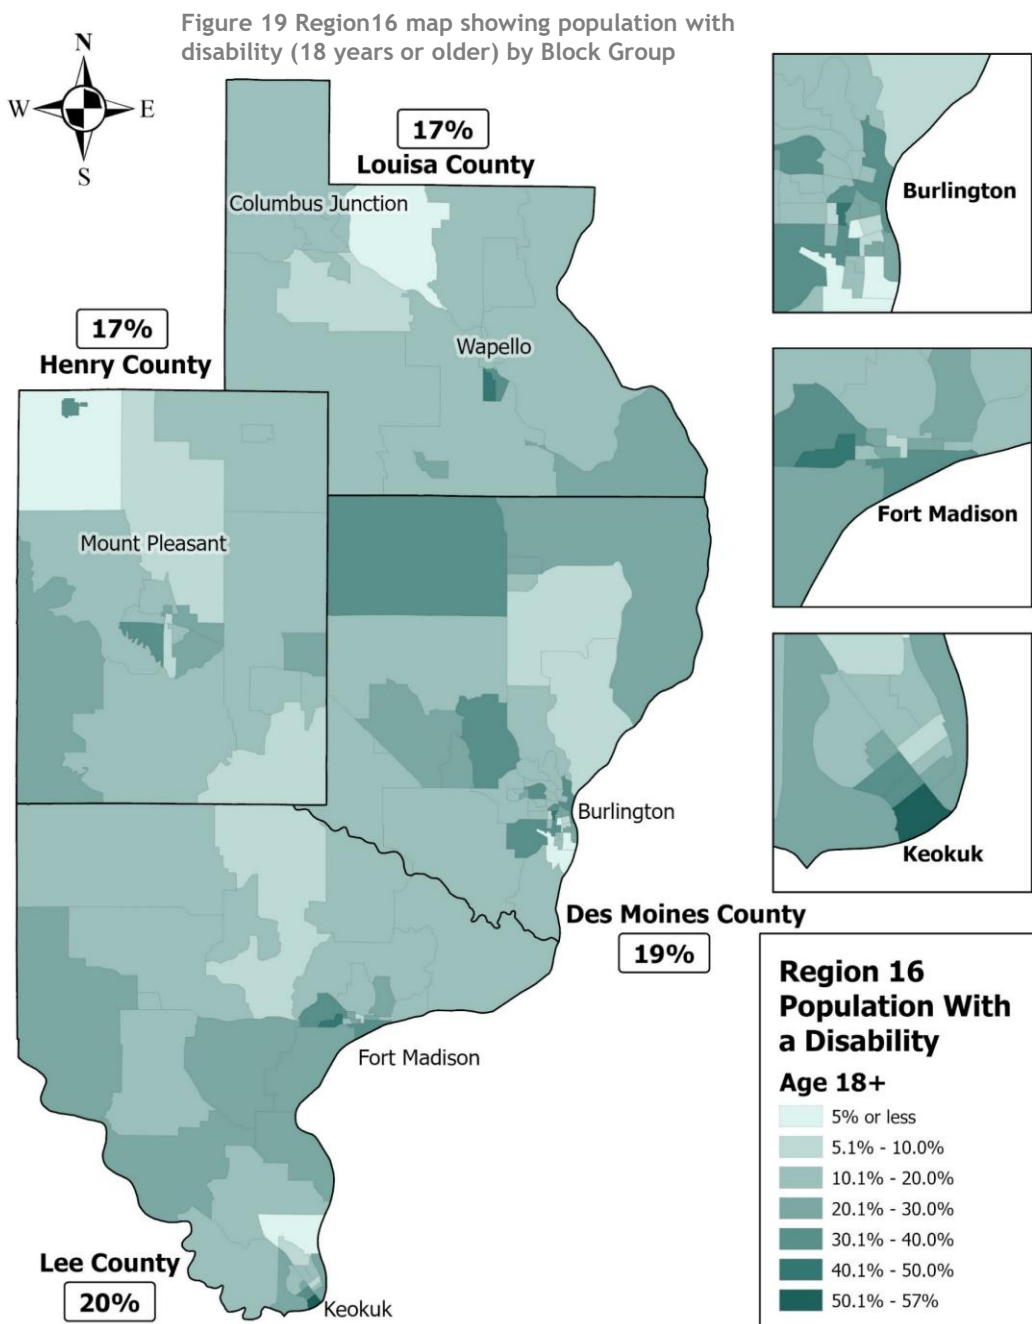 Figure 19 Region16 map showing population with
disability (18 years or older) by Block Group
N
W
E
S
17%
Louisa County
Columbus Junction
17%
Henry County
Wapello
Mount Pleasant
Burlington
Des Moines County
19%
Fort Madison
Lee County
20%
Keokuk
Burlington
Fort Madison
Keokuk
Region 16
Population With
a Disability
Age 18+
5% or less
5.1% - 10.0%
10.1% - 20.0%
20.1% - 30.0%
30.1% - 40.0%
40.1% - 50.0%
50.1% - 57%